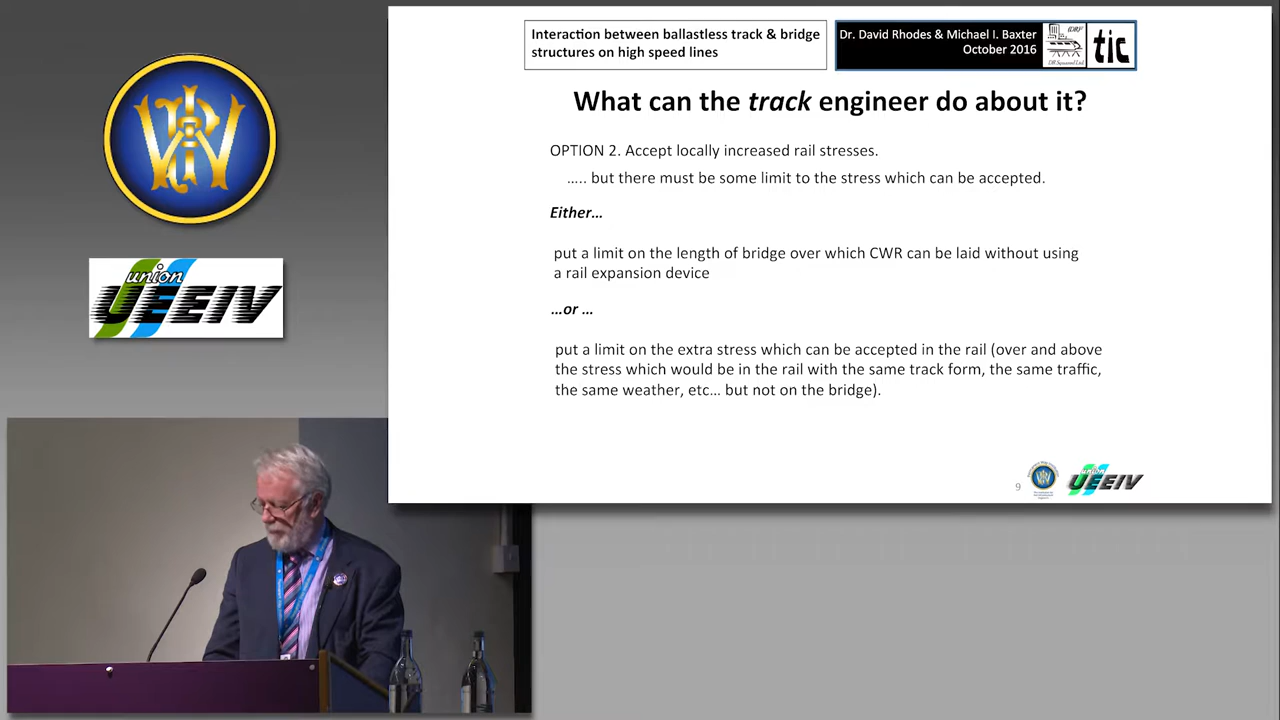 Interaction between ballastless track & bridge
structures on high speed lines
Dr. David Rhodes & Michael I. Baxter
October 2016
tic
What can the track engineer do about it?
OPTION 2. Accept locally increased rail stresses.
..... but there must be some limit to the stress which can be accepted.
Either...
put a limit on the length of bridge over which CWR can be laid without using
a rail expansion device
...or ...
put a limit on the extra stress which can be accepted in the rail (over and above
the stress which would be in the rail with the same track form, the same traffic,
the same weather, etc... but not on the bridge).
union
UEEIV
9
union
UEEIV